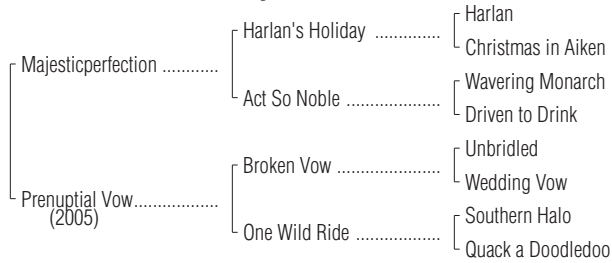 Harlan
Harlan's Holiday ..............
Christmas in Aiken
Majesticperfection ............
Wavering Monarch
Act So Noble ....................
Driven to Drink
Unbridled
Broken Vow ......................
Wedding Vow
Prenuptial Vow..................
(2005)
Southern Halo
One Wild Ride ...................
Quack a Doodledoo